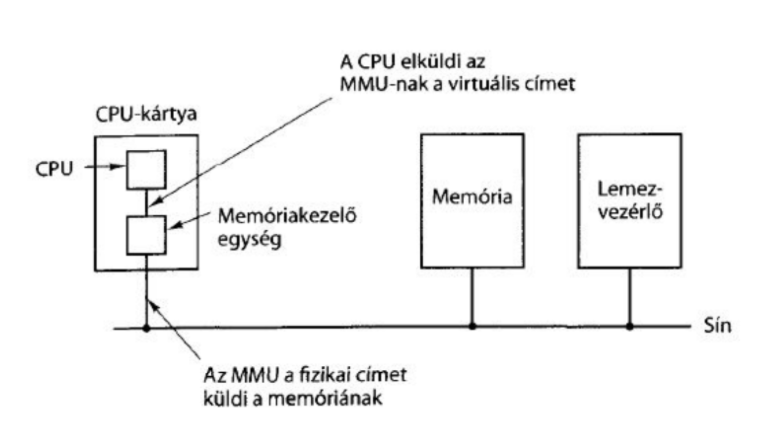 A CPU elküldi az
MMU-nak a virtuális címet
CPU-kártya
CPU
Memóriakezelő
egység
Memória
Lemez-
vezérlő
Sín
Az MMU a fizikai címet
küldi a memóriának